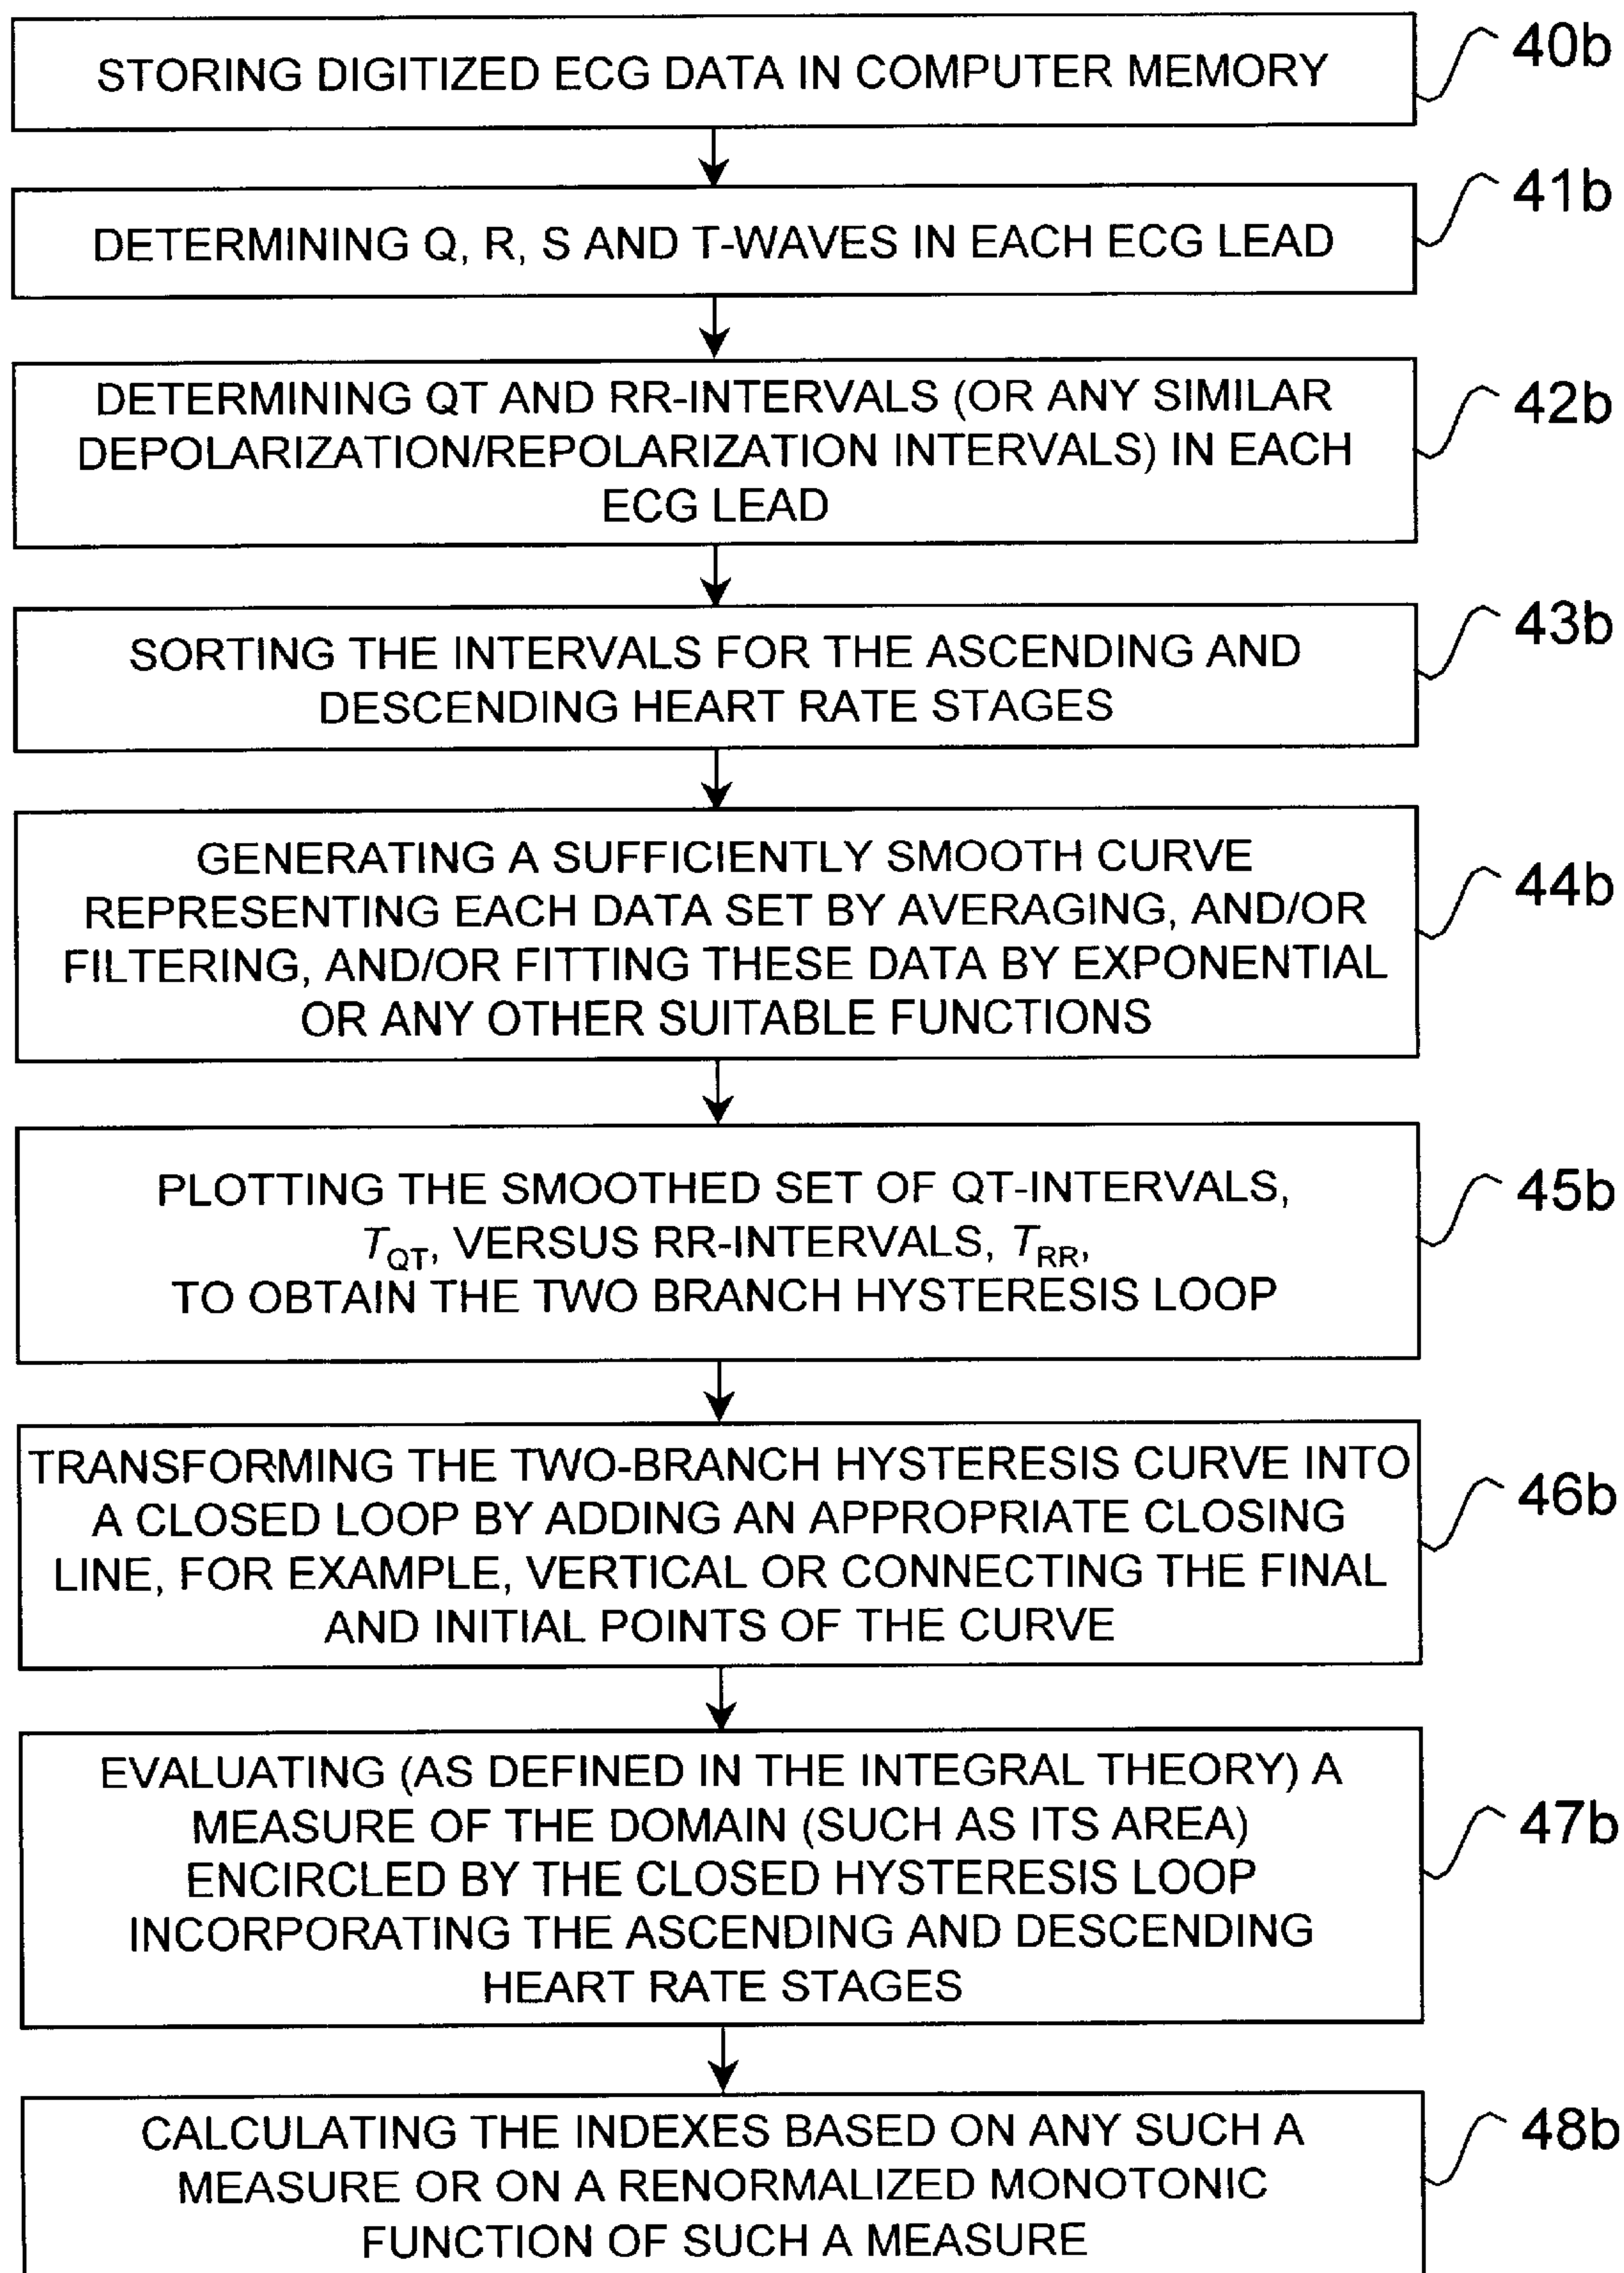 STORING DIGITIZED ECG DATA IN COMPUTER MEMORY
40b
DETERMINING Q, R, S AND T-WAVES IN EACH ECG LEAD
41b
DETERMINING QT AND RR-INTERVALS (OR ANY SIMILAR
DEPOLARIZATION/REPOLARIZATION INTERVALS) IN EACH
ECG LEAD
42b
SORTING THE INTERVALS FOR THE ASCENDING AND
DESCENDING HEART RATE STAGES
43b
GENERATING A SUFFICIENTLY SMOOTH CURVE
REPRESENTING EACH DATA SET BY AVERAGING, AND/OR
FILTERING, AND/OR FITTING THESE DATA BY EXPONENTIAL
OR ANY OTHER SUITABLE FUNCTIONS
44b
PLOTTING THE SMOOTHED SET OF QT-INTERVALS,
T_QT, VERSUS RR-INTERVALS, T_RR,
TO OBTAIN THE TWO BRANCH HYSTERESIS LOOP
45b
TRANSFORMING THE TWO-BRANCH HYSTERESIS CURVE INTO
A CLOSED LOOP BY ADDING AN APPROPRIATE CLOSING
LINE, FOR EXAMPLE, VERTICAL OR CONNECTING THE FINAL
AND INITIAL POINTS OF THE CURVE
46b
EVALUATING (AS DEFINED IN THE INTEGRAL THEORY) A
MEASURE OF THE DOMAIN (SUCH AS ITS AREA)
ENCIRCLED BY THE CLOSED HYSTERESIS LOOP
INCORPORATING THE ASCENDING AND DESCENDING
HEART RATE STAGES
47b
CALCULATING THE INDEXES BASED ON ANY SUCH A
MEASURE OR ON A RENORMALIZED MONOTONIC
FUNCTION OF SUCH A MEASURE
48b